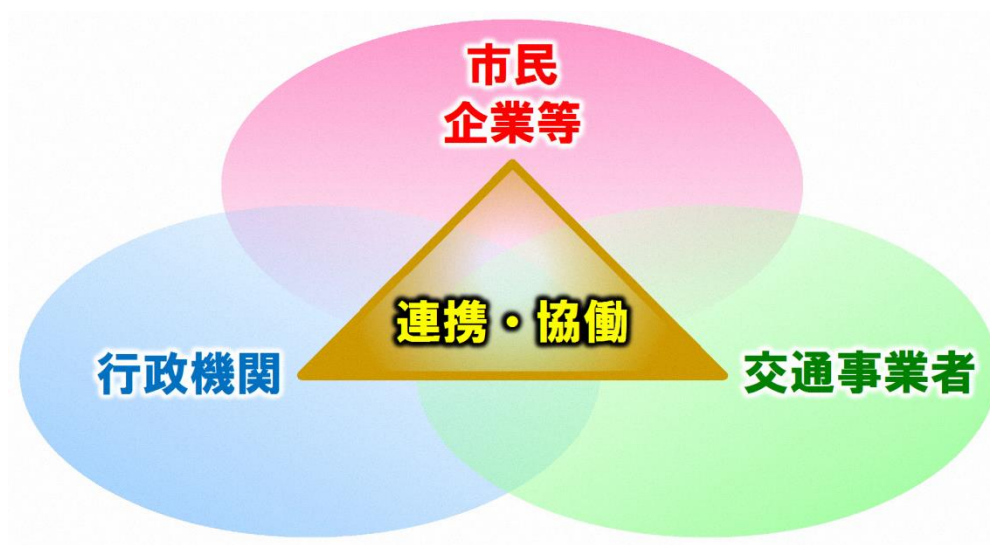 市民
企業等
連携・協働
行政機関
交通事業者